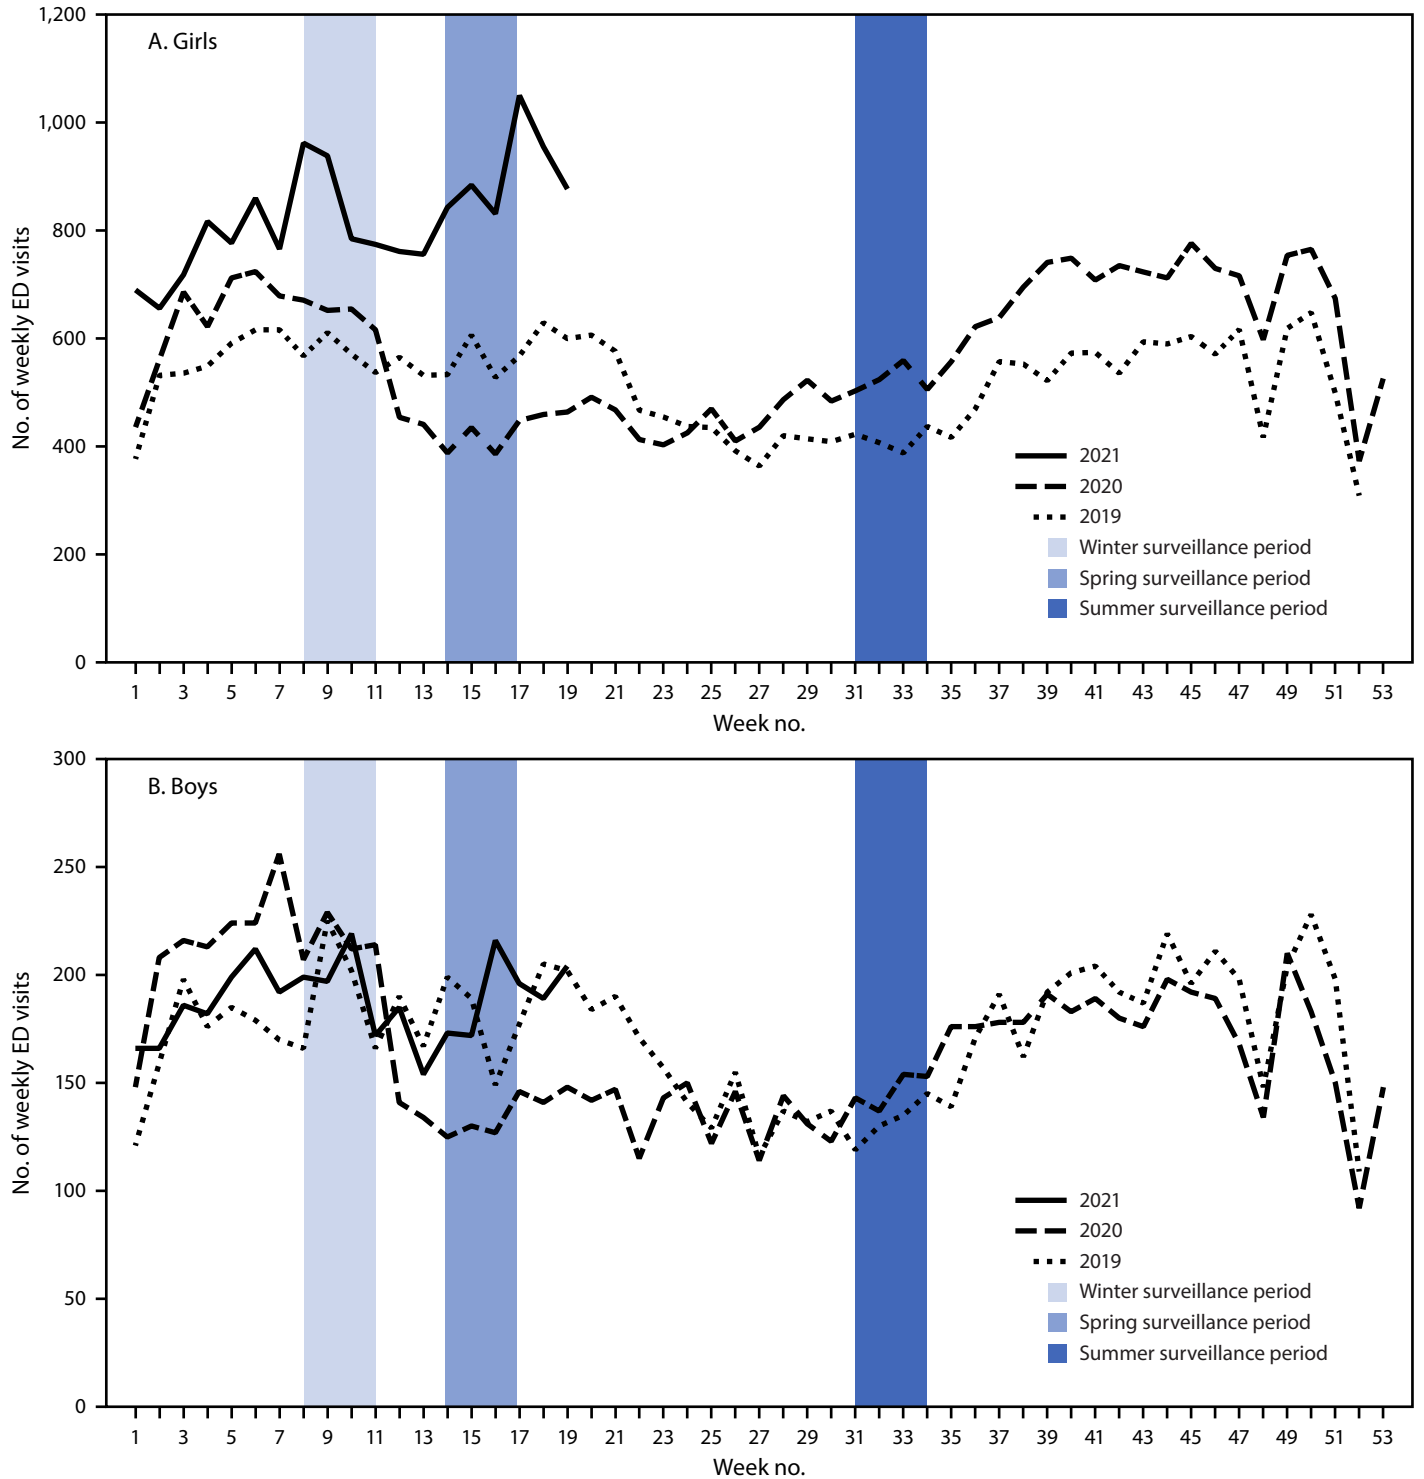 A. Girls
No. of weekly ED visits
1,200
1,000
800
600
400
200
0
2021
2020
2019
Winter surveillance period
Spring surveillance period
Summer surveillance period
1 3 5 7 9 11 13 15 17 19 21 23 25 27 29 31 33 35 37 39 41 43 45 47 49 51 53
Week no.
B. Boys
No. of weekly ED visits
300
250
200
150
100
50
0
2021
2020
2019
Winter surveillance period
Spring surveillance period
Summer surveillance period
1 3 5 7 9 11 13 15 17 19 21 23 25 27 29 31 33 35 37 39 41 43 45 47 49 51 53
Week no.